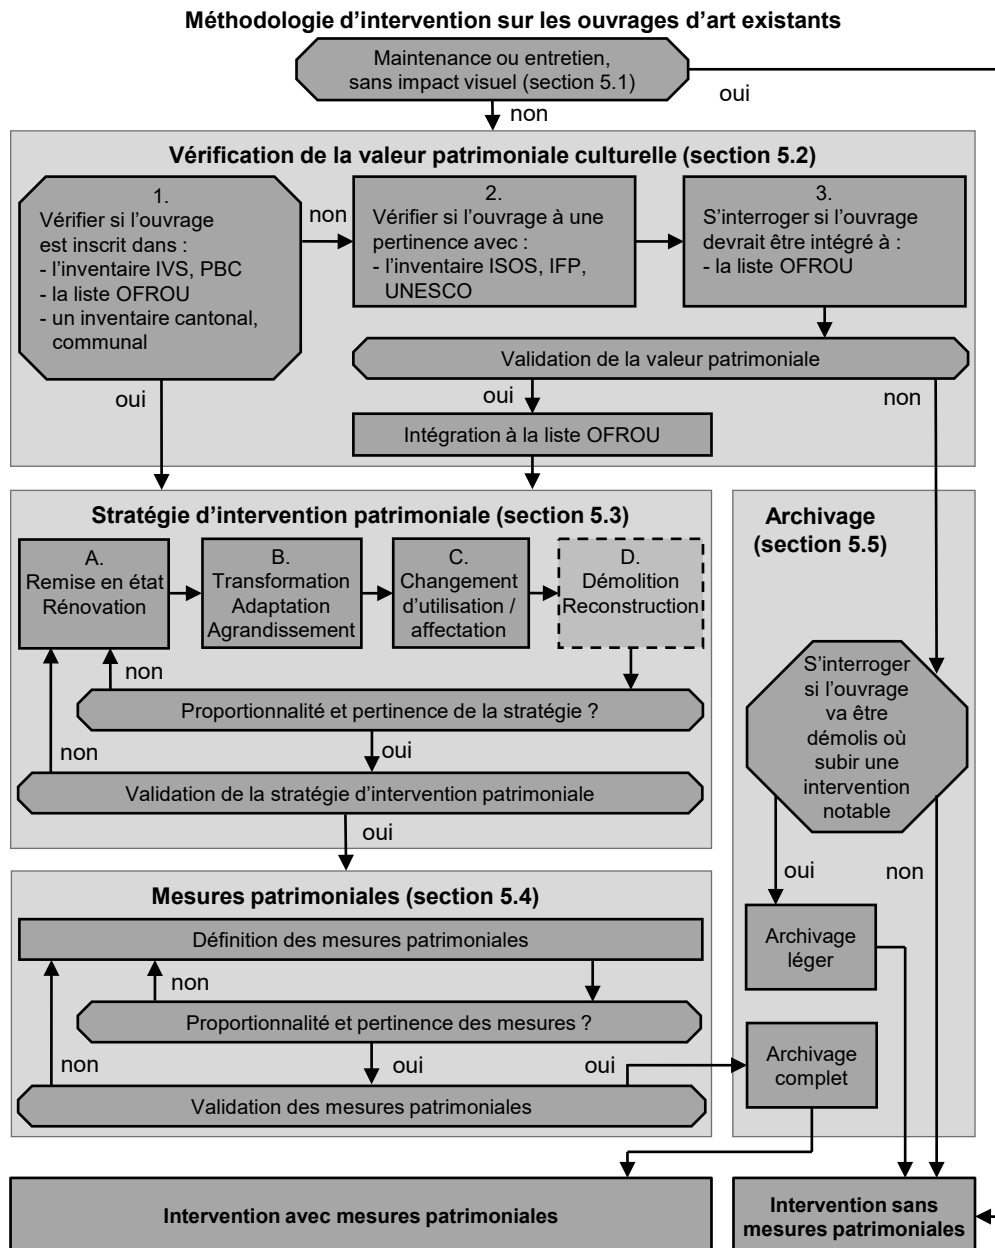 Méthodologie d’intervention sur les ouvrages d’art existants
Maintenance ou entretien,
sans impact visuel (section 5.1)
oui
non
Vérification de la valeur patrimoniale culturelle (section 5.2)
1.
Vérifier si l’ouvrage
est inscrit dans :
- l’inventaire IVS, PBC
- la liste OFROU
- un inventaire cantonal,
communal
non
2.
Vérifier si l’ouvrage à une
pertinence avec :
- l’inventaire ISOS, IFP,
UNESCO
3.
S’interroger si l’ouvrage
devrait être intégré à :
- la liste OFROU
Validation de la valeur patrimoniale
oui
oui
non
Intégration à la liste OFROU
Stratégie d’intervention patrimoniale (section 5.3)
A.
Remise en état
Rénovation
B.
Transformation
Adaptation
Agrandissement
C.
Changement
d’utilisation /
affectation
D.
Démolition
Reconstruction
non
Proportionnalité et pertinence de la stratégie ?
non
oui
Validation de la stratégie d’intervention patrimoniale
oui
Archivage
(section 5.5)
S’interroger
si l’ouvrage
va être
démolis où
subir une
intervention
notable
oui
non
Archivage
léger
Archivage
complet
Mesures patrimoniales (section 5.4)
Définition des mesures patrimoniales
non
Proportionnalité et pertinence des mesures ?
non
oui
oui
Validation des mesures patrimoniales
Intervention avec mesures patrimoniales
Intervention sans
mesures patrimoniales